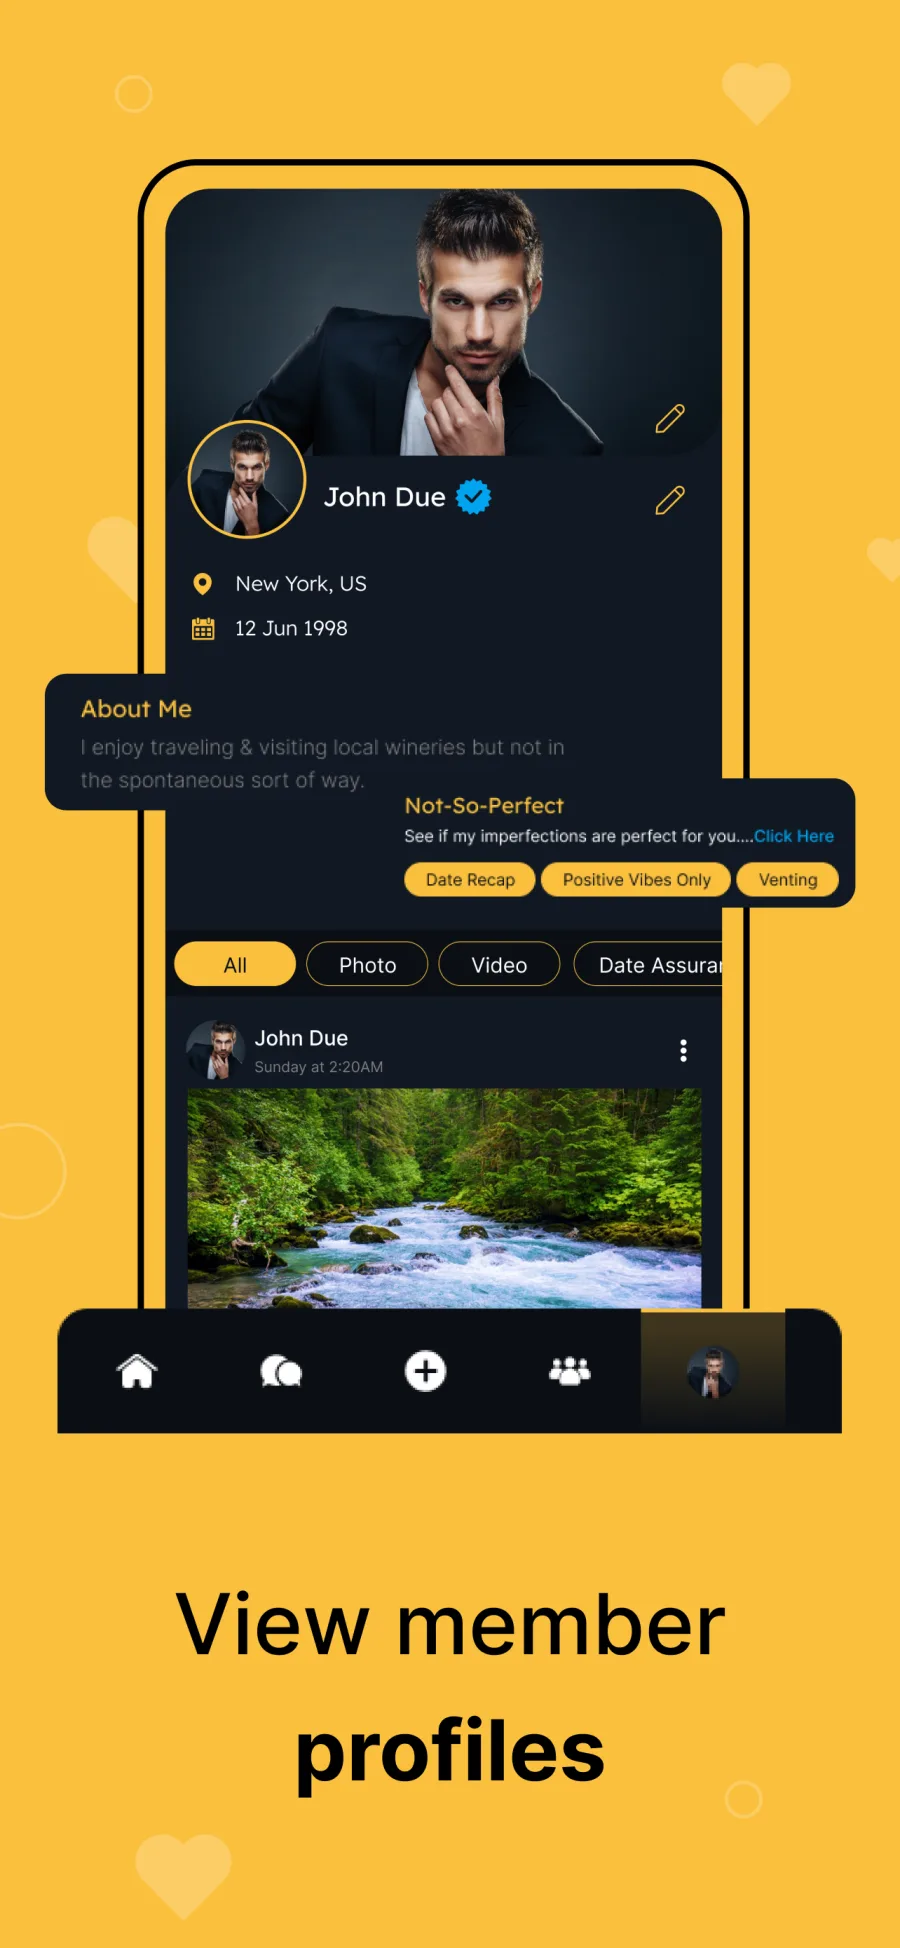 John Due
New York, US
12 Jun 1998
About Me
I enjoy traveling & visiting local wineries but not in
the spontaneous sort of way.
Not-So-Perfect
See if my imperfections are perfect for you....Click Here
Date Recap
Positive Vibes Only
Venting
All
Photo
Video
Date Assurar
John Due
Sunday at 2:20AM
View member
profiles